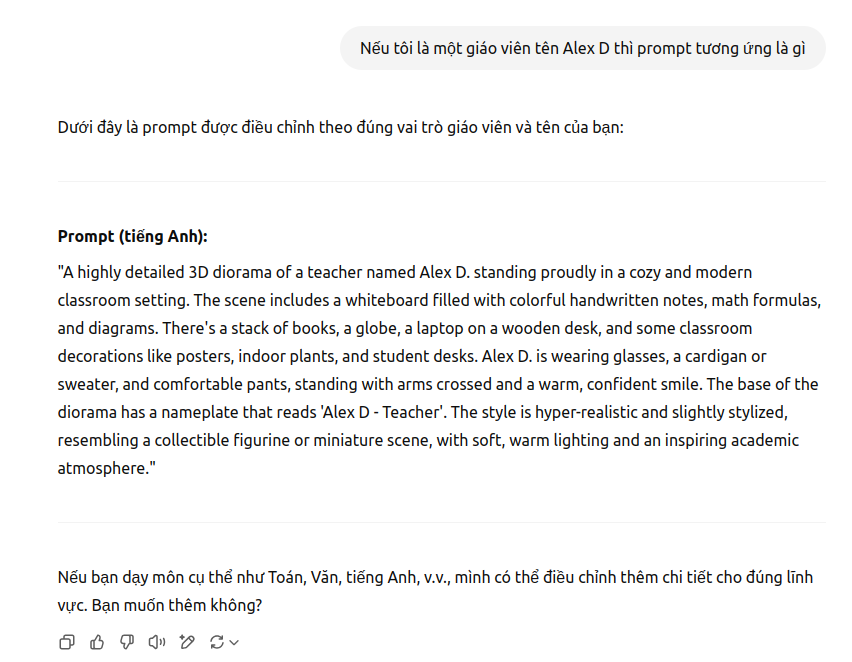 Nếu tôi là một giáo viên tên Alex D thì prompt tương ứng là gì
Dưới đây là prompt được điều chỉnh theo đúng vai trò giáo viên và tên của bạn:
Prompt (tiếng Anh):
"A highly detailed 3D diorama of a teacher named Alex D. standing proudly in a cozy and modern
classroom setting. The scene includes a whiteboard filled with colorful handwritten notes, math formulas,
and diagrams. There's a stack of books, a globe, a laptop on a wooden desk, and some classroom
decorations like posters, indoor plants, and student desks. Alex D. is wearing glasses, a cardigan or
sweater, and comfortable pants, standing with arms crossed and a warm, confident smile. The base of the
diorama has a nameplate that reads 'Alex D - Teacher'. The style is hyper-realistic and slightly stylized,
resembling a collectible figurine or miniature scene, with soft, warm lighting and an inspiring academic
atmosphere."
Nếu bạn dạy môn cụ thể như Toán, Văn, tiếng Anh, v.v., mình có thể điều chỉnh thêm chi tiết cho đúng lĩnh
vực. Bạn muốn thêm không?